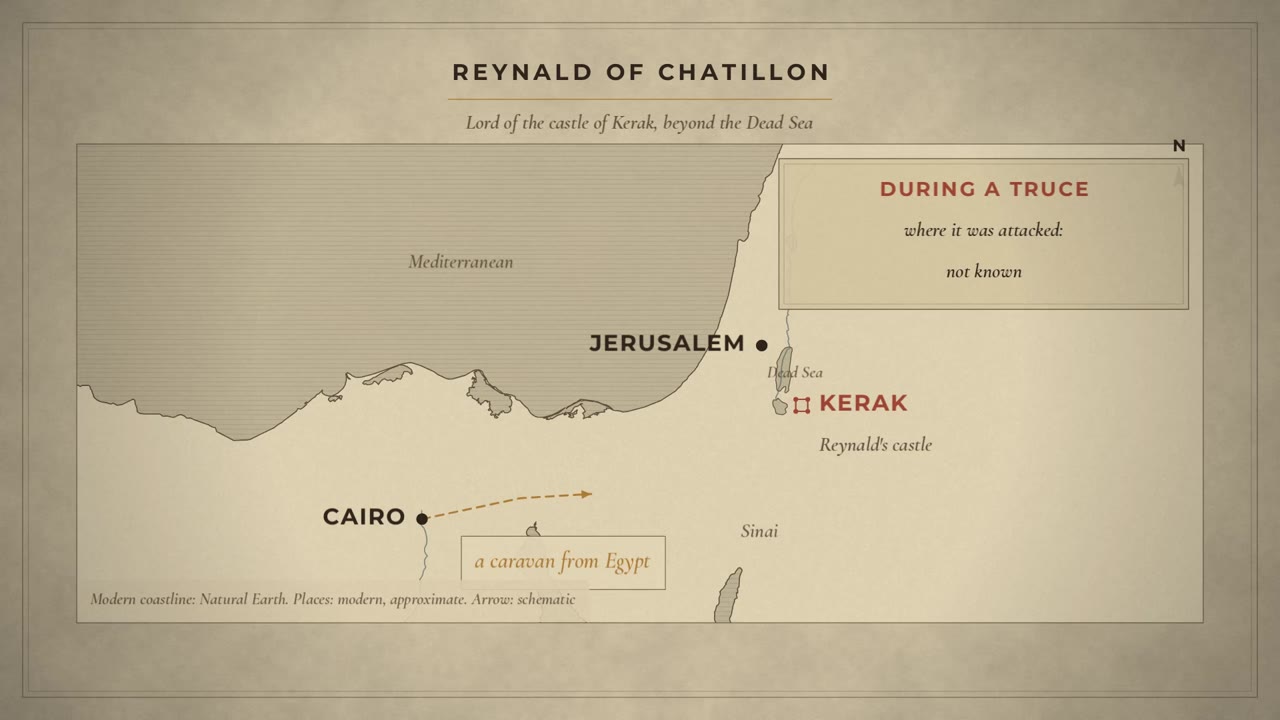 REYNALD OF CHATILLON
Lord of the castle of Kerak, beyond the Dead Sea
N
DURING A TRUCE
where it was attacked:
not known
Mediterranean
JERUSALEM
Dead Sea
KERAK
Reynald's castle
CAIRO
Sinai
a caravan from Egypt
Modern coastline: Natural Earth. Places: modern, approximate. Arrow: schematic